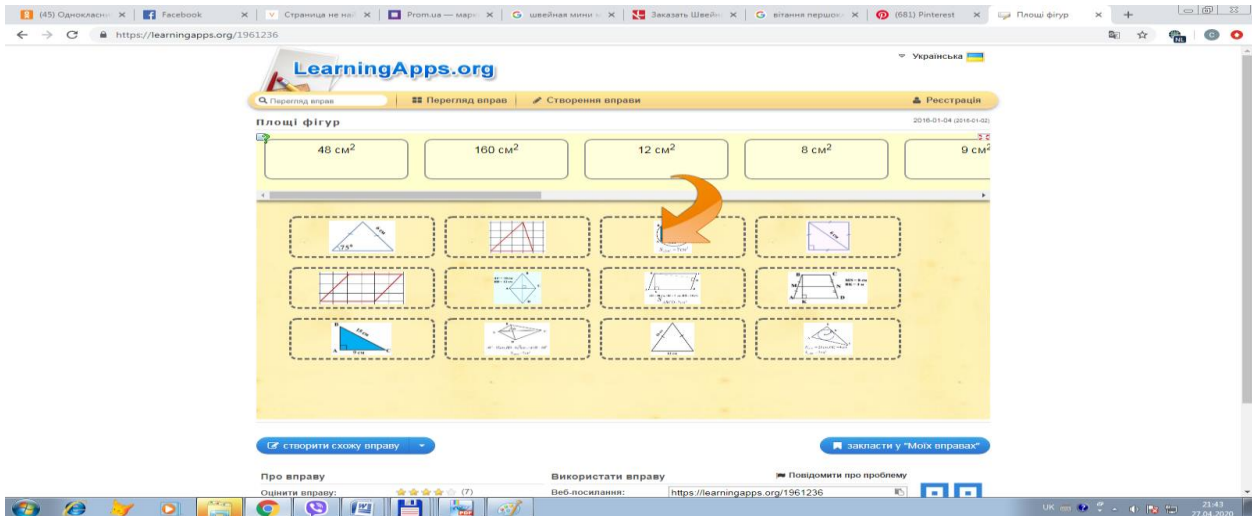 (45) Однокласн
Facebook
Страница не най
Prom.ua — марк
швейная мини
Заказать Швейн
вітання першок
(681) Pinterest
Площі фігур
https://learningapps.org/1961236
LearningApps.org
Українська
Перегляд вправ
Перегляд вправ
Створення вправи
Реєстрація
Площі фігур
2016-01-04 (2016-01-02)
48 см²
160 см²
12 см²
8 см²
9 см²
75°
B
C
M
N
A
K
D
B
A
C
створити схожу вправу
закласти у "Моїх вправах"
Про вправу
Використати вправу
Повідомити про проблему
Оцінити вправу:
(7)
Веб-посилання:
https://learningapps.org/1961236
UK
21:43
27.04.2020